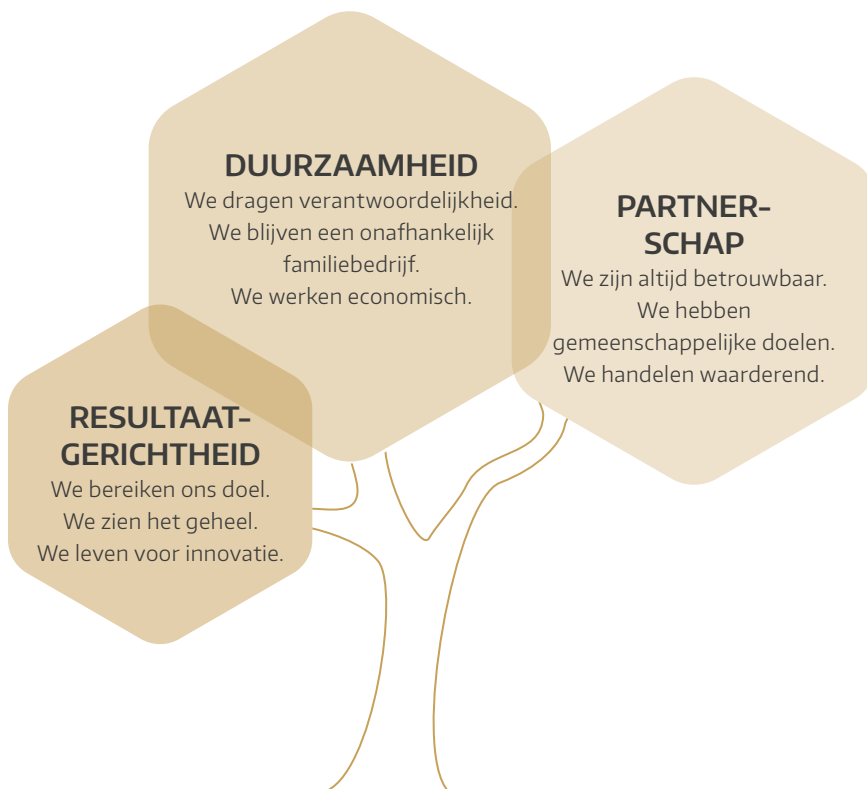 DUURZAAMHEID
We dragen verantwoordelijkheid.
We blijven een onafhankelijk
familiebedrijf.
We werken economisch.
PARTNER-
SCHAP
We zijn altijd betrouwbaar.
We hebben
gemeenschappelijke doelen.
We handelen waarderend.
RESULTAAT-
GERICHTHEID
We bereiken ons doel.
We zien het geheel.
We leven voor innovatie.